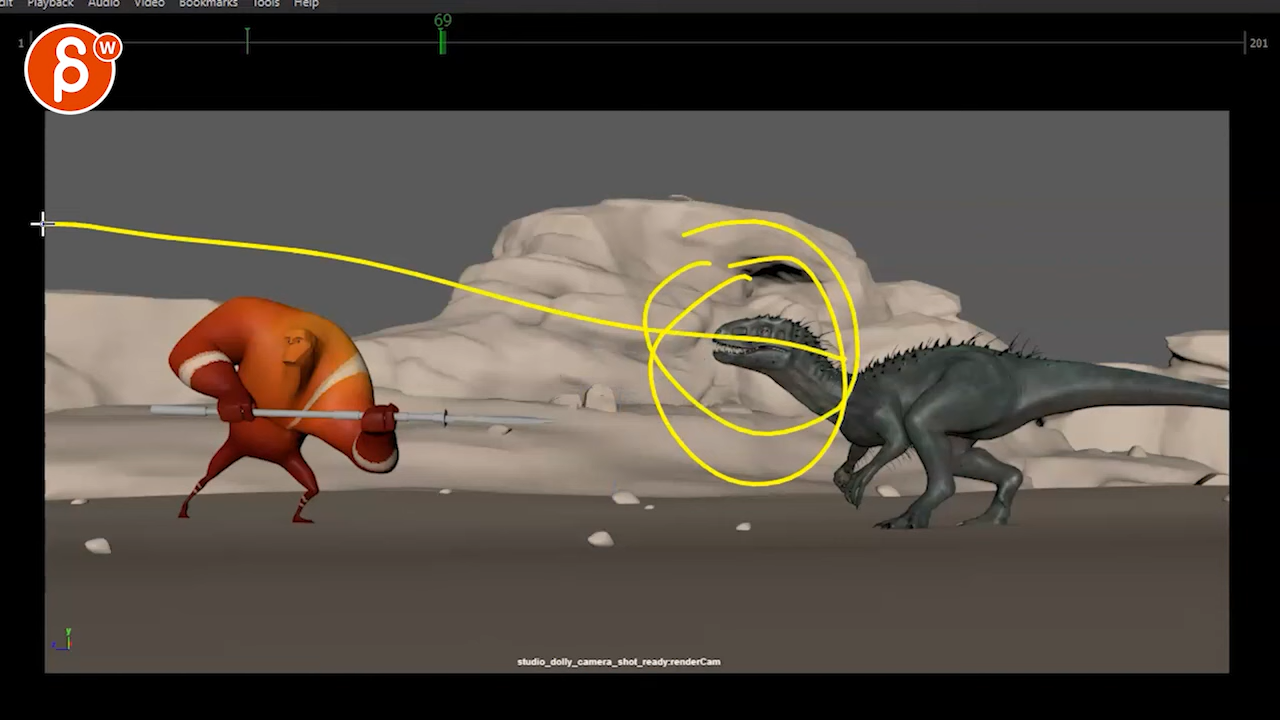 dit Playback Audio Video Bookmarks Tools Help
69
1 201
W
y
studio_dolly_camera_shot_ready:renderCam